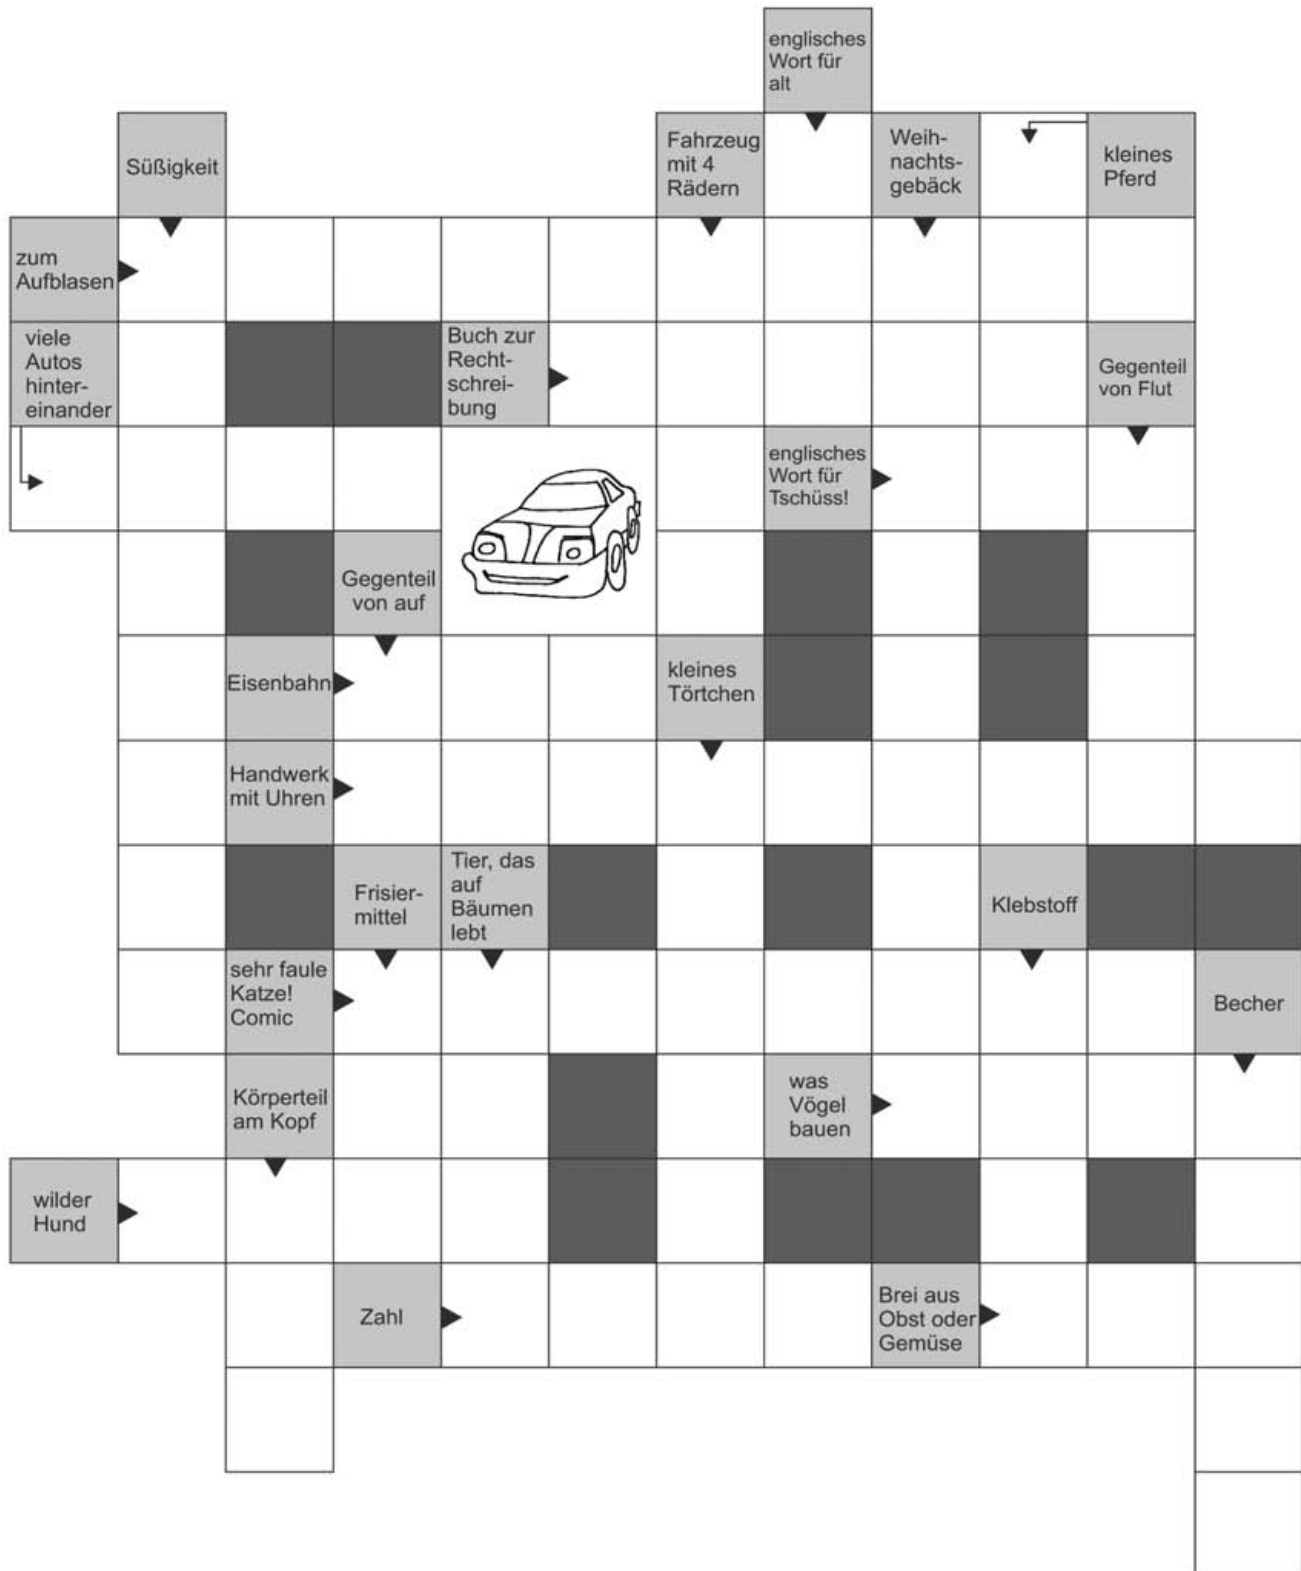 englisches
Wort für
alt
Süßigkeit
Fahrzeug
mit 4
Rädern
Weih-
nachts-
gebäck
kleines
Pferd
zum
Aufblasen
viele
Autos
hinter-
einander
Buch zur
Recht-
schrei-
bung
Gegenteil
von Flut
englisches
Wort für
Tschüss!
Gegenteil
von auf
Eisenbahn
kleines
Törtchen
Handwerk
mit Uhren
Frisier-
mittel
Tier, das
auf
Bäumen
lebt
Klebstoff
sehr faule
Katze!
Comic
Becher
Körperteil
am Kopf
was
Vögel
bauen
wilder
Hund
Zahl
Brei aus
Obst oder
Gemüse